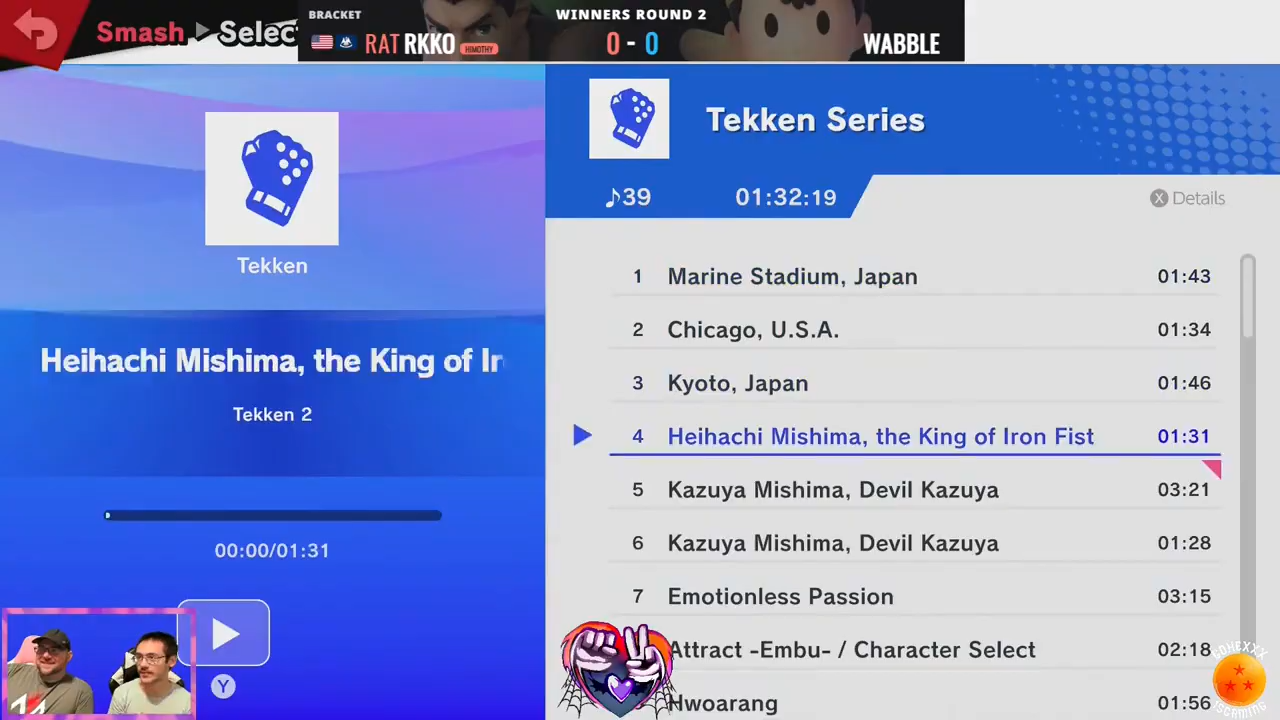 Smash ▶ Selec
BRACKET
RAT RKKO HIMOTHY
WINNERS ROUND 2
0 - 0
WABBLE
Tekken
Heihachi Mishima, the King of Ir
Tekken 2
00:00/01:31
Y
Tekken Series
♪39 01:32:19
X Details
1 Marine Stadium, Japan 01:43
2 Chicago, U.S.A. 01:34
3 Kyoto, Japan 01:46
4 Heihachi Mishima, the King of Iron Fist 01:31
5 Kazuya Mishima, Devil Kazuya 03:21
6 Kazuya Mishima, Devil Kazuya 01:28
7 Emotionless Passion 03:15
Attract -Embu- / Character Select 02:18
Hwoarang 01:56